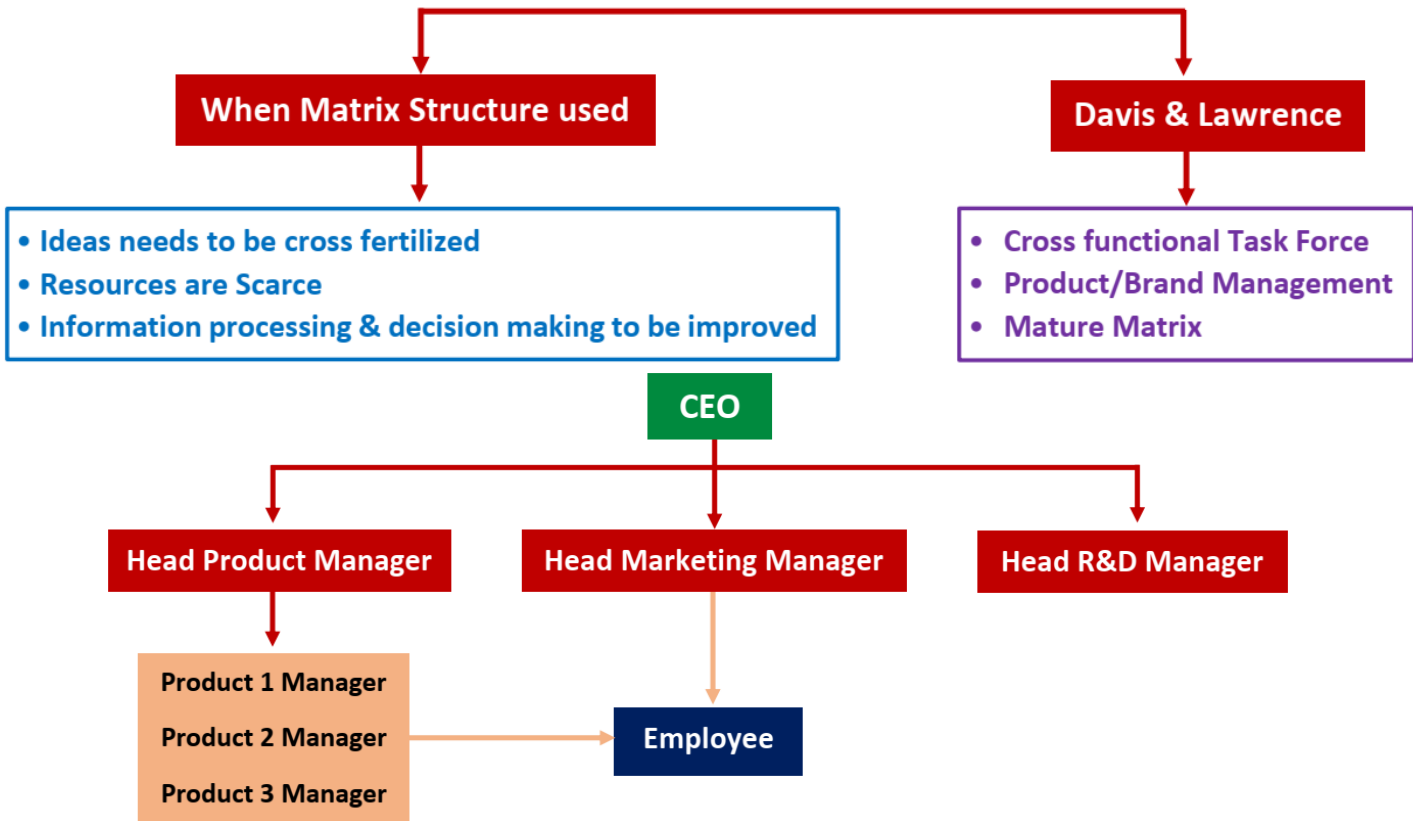 When Matrix Structure used
Davis & Lawrence
• Ideas needs to be cross fertilized
• Resources are Scarce
• Information processing & decision making to be improved
• Cross functional Task Force
• Product/Brand Management
• Mature Matrix
CEO
Head Product Manager
Head Marketing Manager
Head R&D Manager
Product 1 Manager
Product 2 Manager
Product 3 Manager
Employee